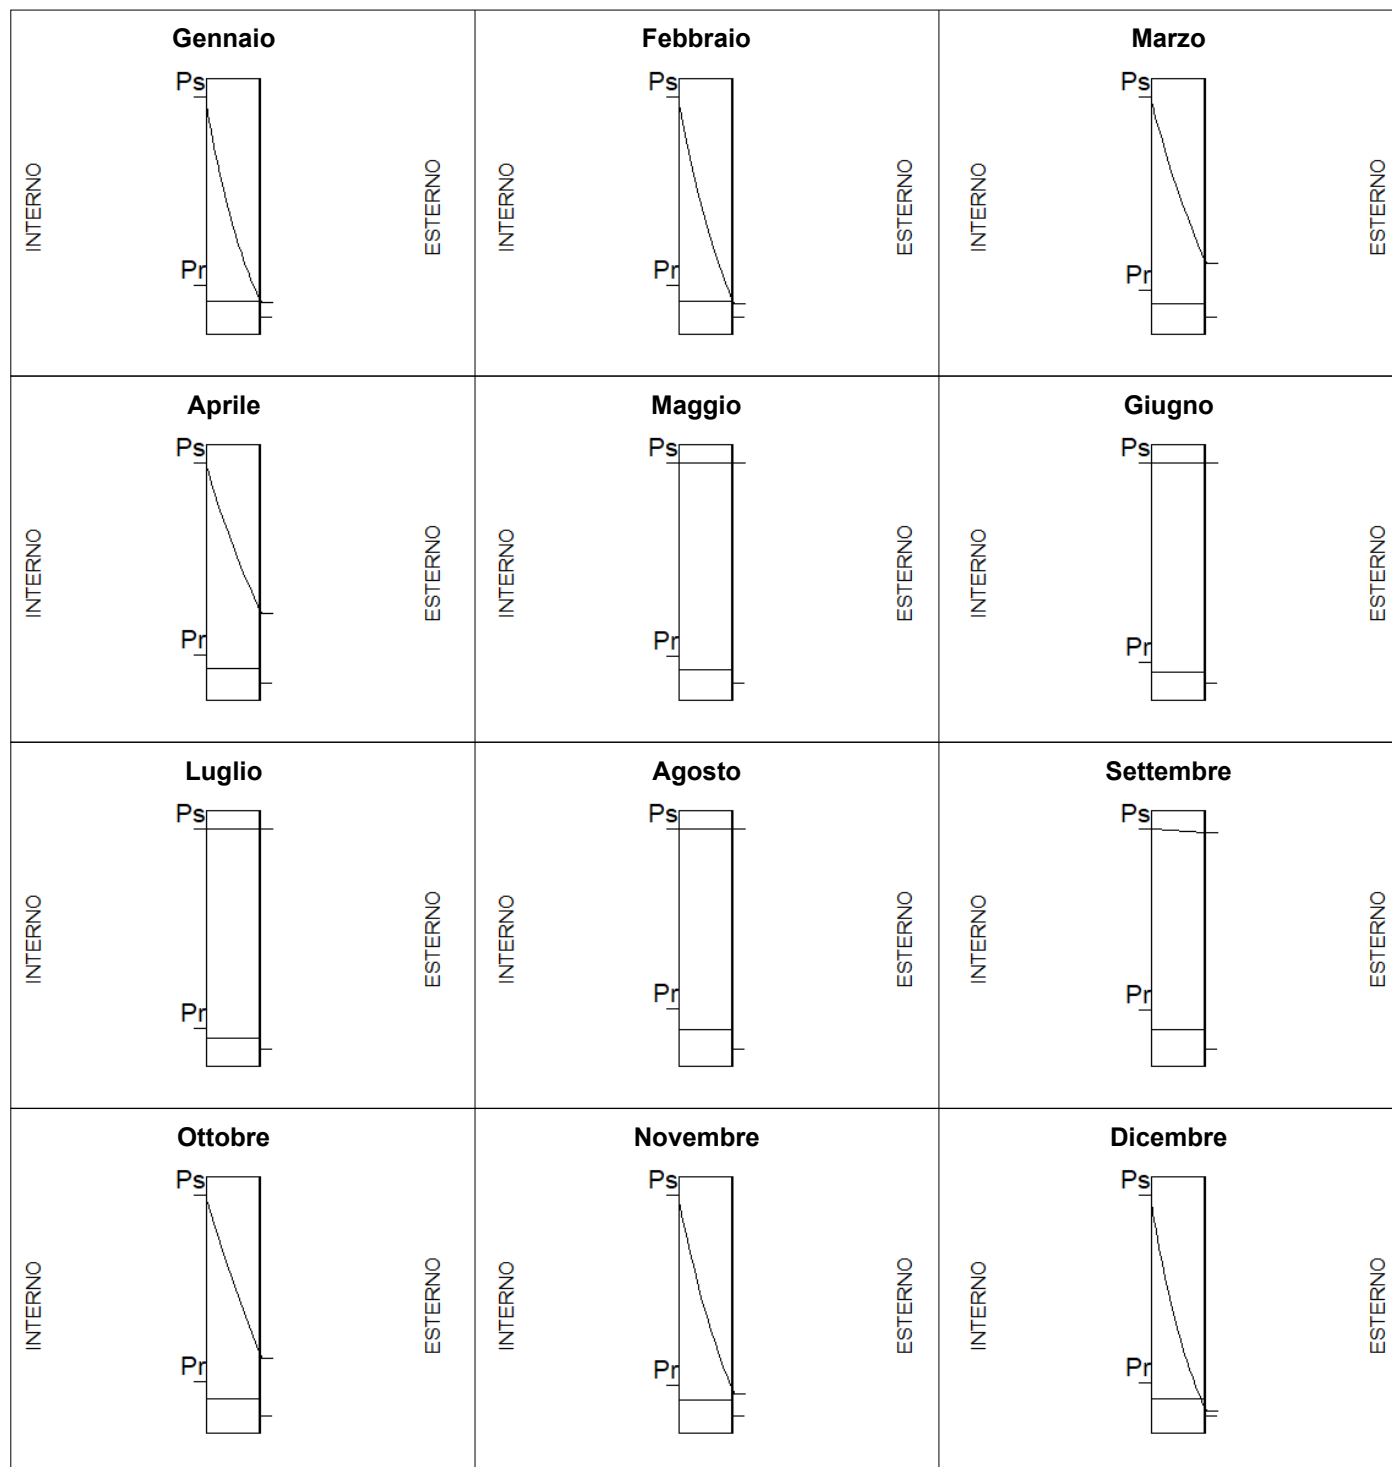 Gennaio
Febbraio
Marzo
Ps
Pr
INTERNO
ESTERNO
Ps
Pr
INTERNO
ESTERNO
Ps
Pr
INTERNO
ESTERNO
Aprile
Maggio
Giugno
Ps
Pr
INTERNO
ESTERNO
Ps
Pr
INTERNO
ESTERNO
Ps
Pr
INTERNO
ESTERNO
Luglio
Agosto
Settembre
Ps
Pr
INTERNO
ESTERNO
Ps
Pr
INTERNO
ESTERNO
Ps
Pr
INTERNO
ESTERNO
Ottobre
Novembre
Dicembre
Ps
Pr
INTERNO
ESTERNO
Ps
Pr
INTERNO
ESTERNO
Ps
Pr
INTERNO
ESTERNO